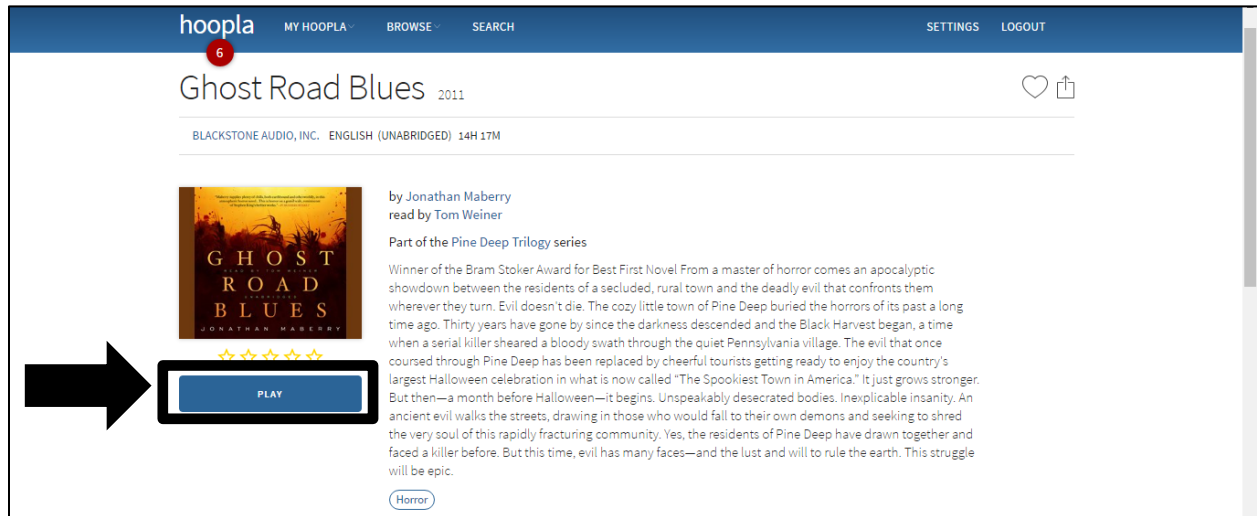 hoopla MY HOOPLA BROWSE SEARCH SETTINGS LOGOUT
6
Ghost Road Blues 2011
BLACKSTONE AUDIO, INC. ENGLISH (UNABRIDGED) 14H 17M
GHOST
READ BY TOM WEINER
ROAD
UNABRIDGED
BLUES
JONATHAN MABERRY
PLAY
by Jonathan Maberry
read by Tom Weiner
Part of the Pine Deep Trilogy series
Winner of the Bram Stoker Award for Best First Novel From a master of horror comes an apocalyptic
showdown between the residents of a secluded, rural town and the deadly evil that confronts them
wherever they turn. Evil doesn't die. The cozy little town of Pine Deep buried the horrors of its past a long
time ago. Thirty years have gone by since the darkness descended and the Black Harvest began, a time
when a serial killer sheared a bloody swath through the quiet Pennsylvania village. The evil that once
coursed through Pine Deep has been replaced by cheerful tourists getting ready to enjoy the country's
largest Halloween celebration in what is now called "The Spookiest Town in America." It just grows stronger.
But then—a month before Halloween—it begins. Unspeakably desecrated bodies. Inexplicable insanity. An
ancient evil walks the streets, drawing in those who would fall to their own demons and seeking to shred
the very soul of this rapidly fracturing community. Yes, the residents of Pine Deep have drawn together and
faced a killer before. But this time, evil has many faces—and the lust and will to rule the earth. This struggle
will be epic.
Horror